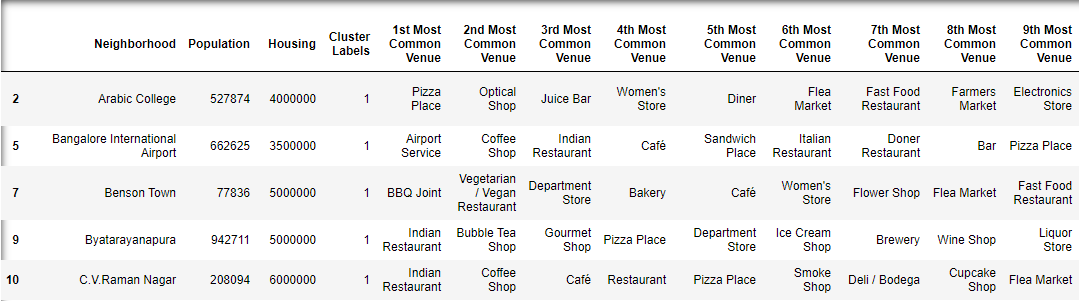 Neighborhood Population Housing Cluster Labels 1st Most Common Venue 2nd Most Common Venue 3rd Most Common Venue 4th Most Common Venue 5th Most Common Venue 6th Most Common Venue 7th Most Common Venue 8th Most Common Venue 9th Most Common Venue
2 Arabic College 527874 4000000 1 Pizza Place Optical Shop Juice Bar Women's Store Diner Flea Market Fast Food Restaurant Farmers Market Electronics Store
5 Bangalore International Airport 662625 3500000 1 Airport Service Coffee Shop Indian Restaurant Café Sandwich Place Italian Restaurant Doner Restaurant Bar Pizza Place
7 Benson Town 77836 5000000 1 BBQ Joint Vegetarian / Vegan Restaurant Department Store Bakery Café Women's Store Flower Shop Flea Market Fast Food Restaurant
9 Byatarayanapura 942711 5000000 1 Indian Restaurant Bubble Tea Shop Gourmet Shop Pizza Place Department Store Ice Cream Shop Brewery Wine Shop Liquor Store
10 C.V.Raman Nagar 208094 6000000 1 Indian Restaurant Coffee Shop Café Restaurant Pizza Place Smoke Shop Deli / Bodega Cupcake Shop Flea Market